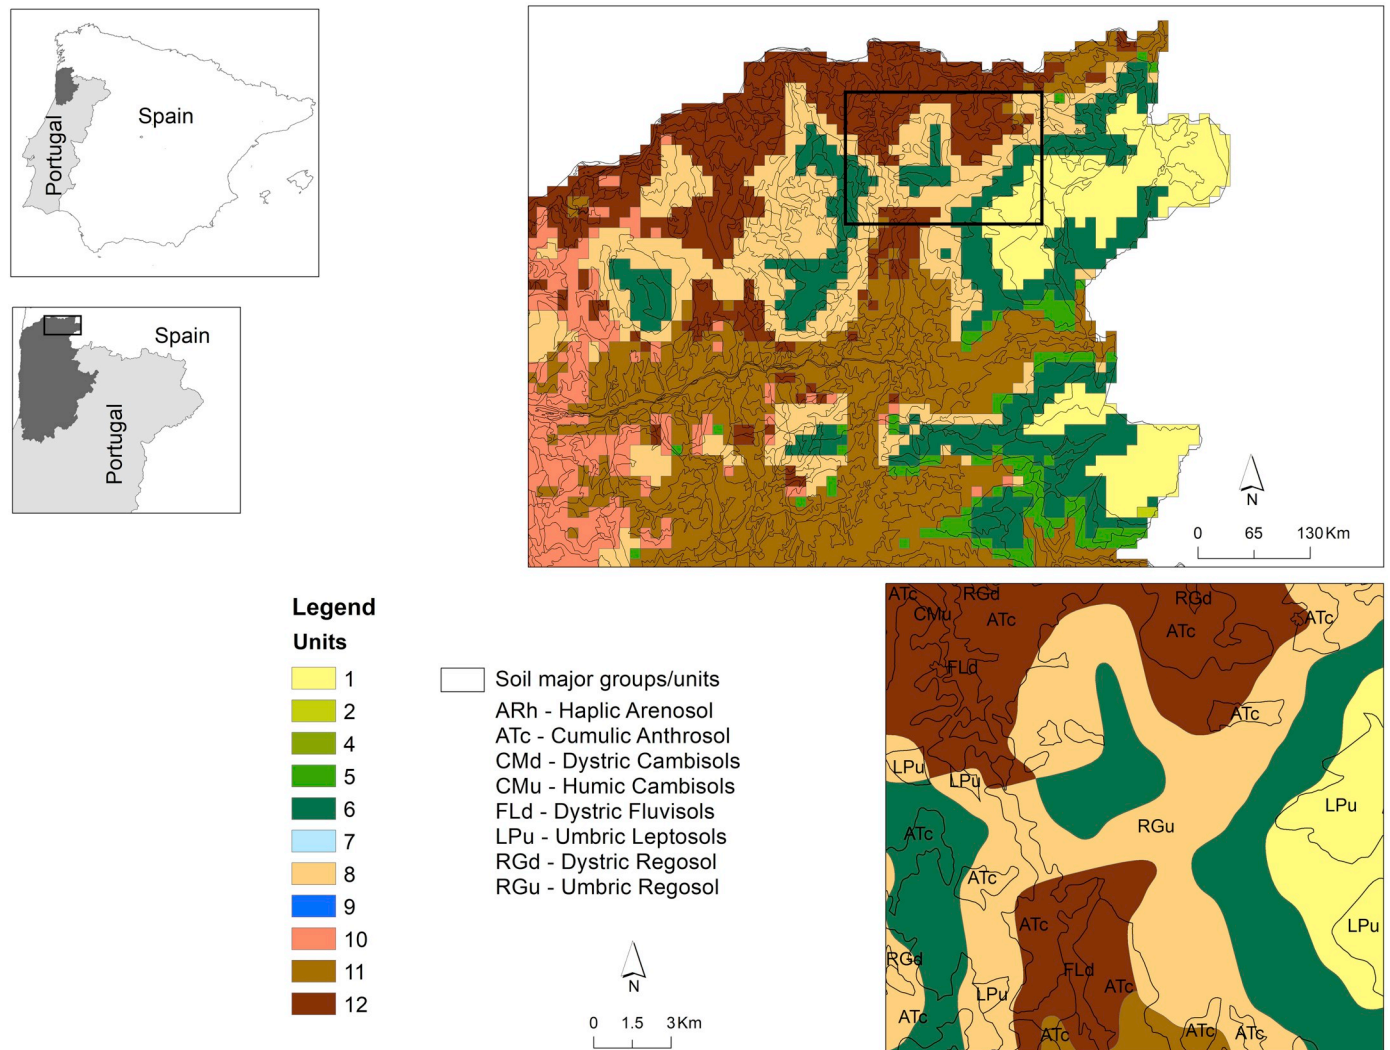 Spain
Portugal
Spain
Portugal
N
0 65 130 Km
Legend
Units
1
2
4
5
6
7
8
9
10
11
12
Soil major groups/units
ARh - Haplic Arenosol
ATc - Cumulic Anthrosol
CMd - Dystric Cambisols
CMu - Humic Cambisols
FLd - Dystric Fluvisols
LPu - Umbric Leptosols
RGd - Dystric Regosol
RGu - Umbric Regosol
N
0 1.5 3 Km
ATc RGd RGd
CMu ATc ATc ATc
FLd
ATc
LPu LPu
LPu
RGu
ATc
ATc
ATc LPu
RGd FLd
LPu ATc
ATc ATc ATc ATc